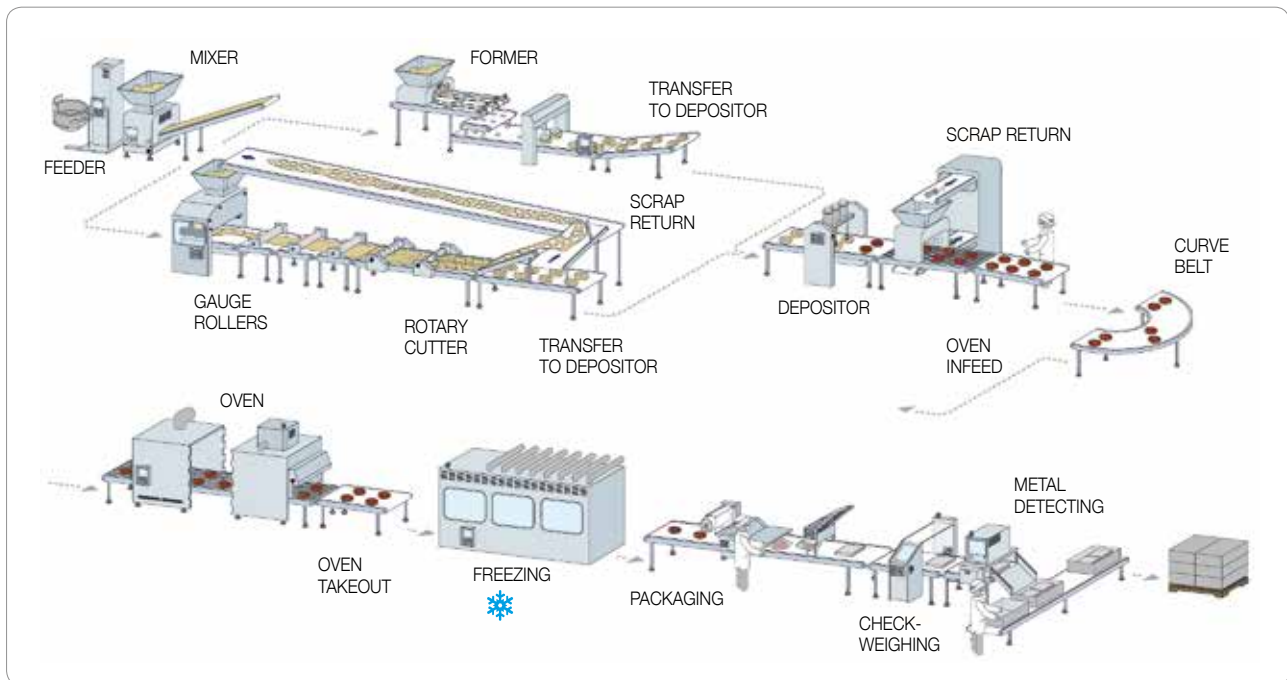 MIXER
FORMER
TRANSFER
TO DEPOSITOR
SCRAP RETURN
FEEDER
SCRAP
RETURN
CURVE
BELT
GAUGE
ROLLERS
ROTARY
CUTTER
TRANSFER
TO DEPOSITOR
DEPOSITOR
OVEN
INFEED
OVEN
METAL
DETECTING
OVEN
TAKEOUT
FREEZING
PACKAGING
CHECK-
WEIGHING